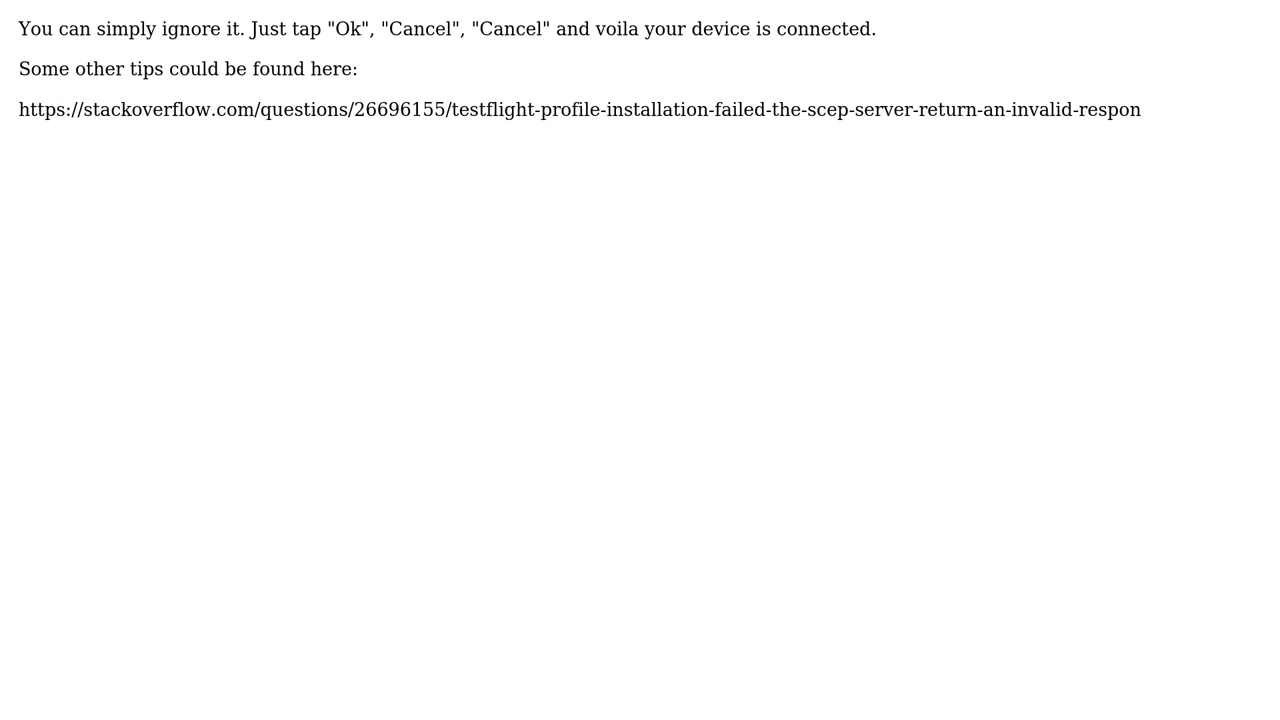 You can simply ignore it. Just tap "Ok", "Cancel", "Cancel" and voila your device is connected.
Some other tips could be found here:
https://stackoverflow.com/questions/26696155/testflight-profile-installation-failed-the-scep-server-return-an-invalid-respon